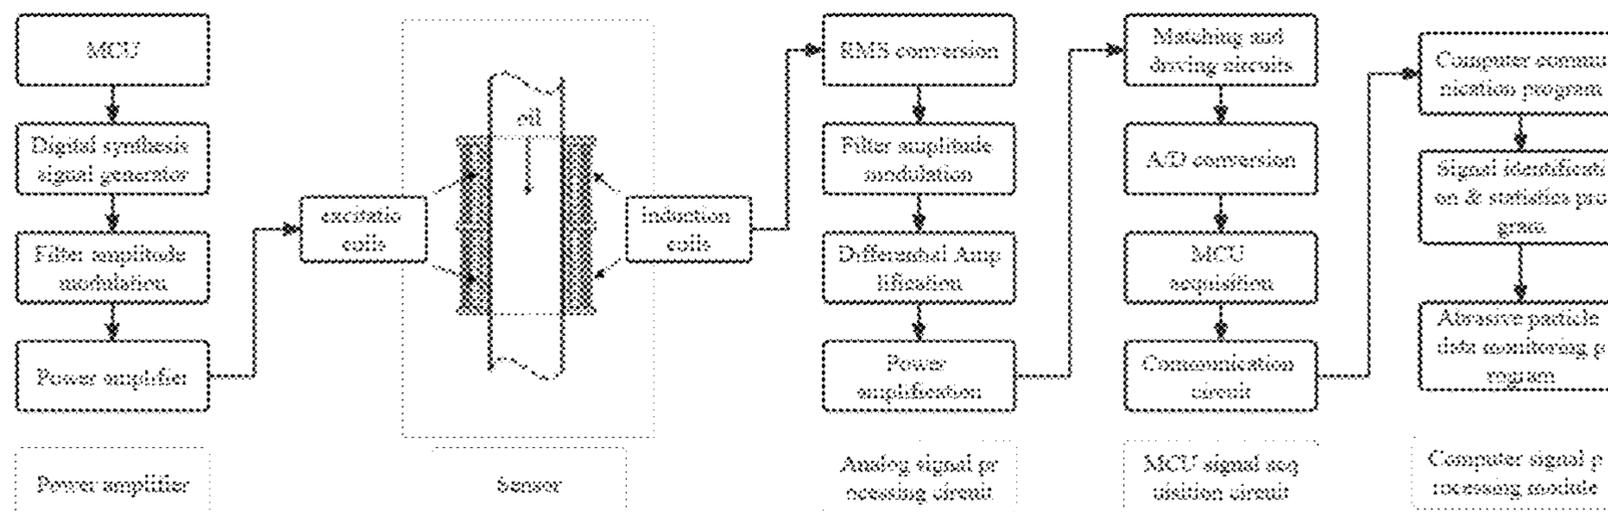 MCU
Digital synthesis
signal generator
Filter amplitude
modulation
Power amplifier
excitatio
coils
oil
induction
coils
RMS conversion
Filter amplitude
modulation
Differential Amp
lification
Power
amplification
Matching and
driving circuits
A/D conversion
MCU
acquisition
Communication
circuit
Computer commu
nication program
Signal identificati
on & statistics pro
gram
Abrasive particle
data monitoring p
rogram
Power amplifier
Sensor
Analog signal pr
ocessing circuit
MCU signal acq
uisition circuit
Computer signal p
rocessing module